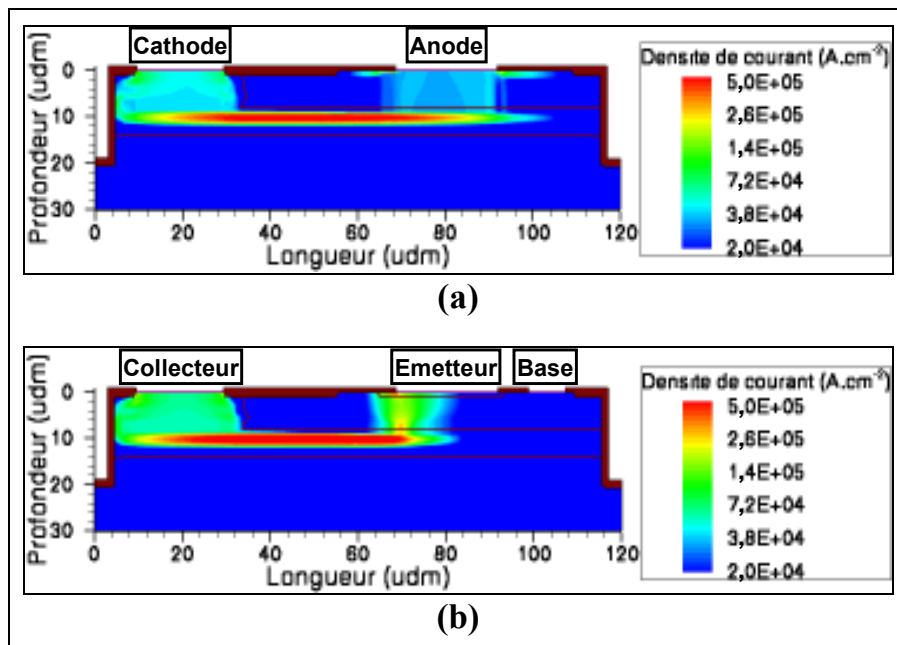 Cathode
Anode
Profondeur (udm)
0
10
20
30
0 20 40 60 80 100 120
Longueur (udm)
Densite de courant (A.cm⁻²)
5,0E+05
2,6E+05
1,4E+05
7,2E+04
3,8E+04
2,0E+04
(a)
Collecteur
Emetteur
Base
Profondeur (udm)
0
10
20
30
0 20 40 60 80 100 120
Longueur (udm)
Densite de courant (A.cm⁻²)
5,0E+05
2,6E+05
1,4E+05
7,2E+04
3,8E+04
2,0E+04
(b)